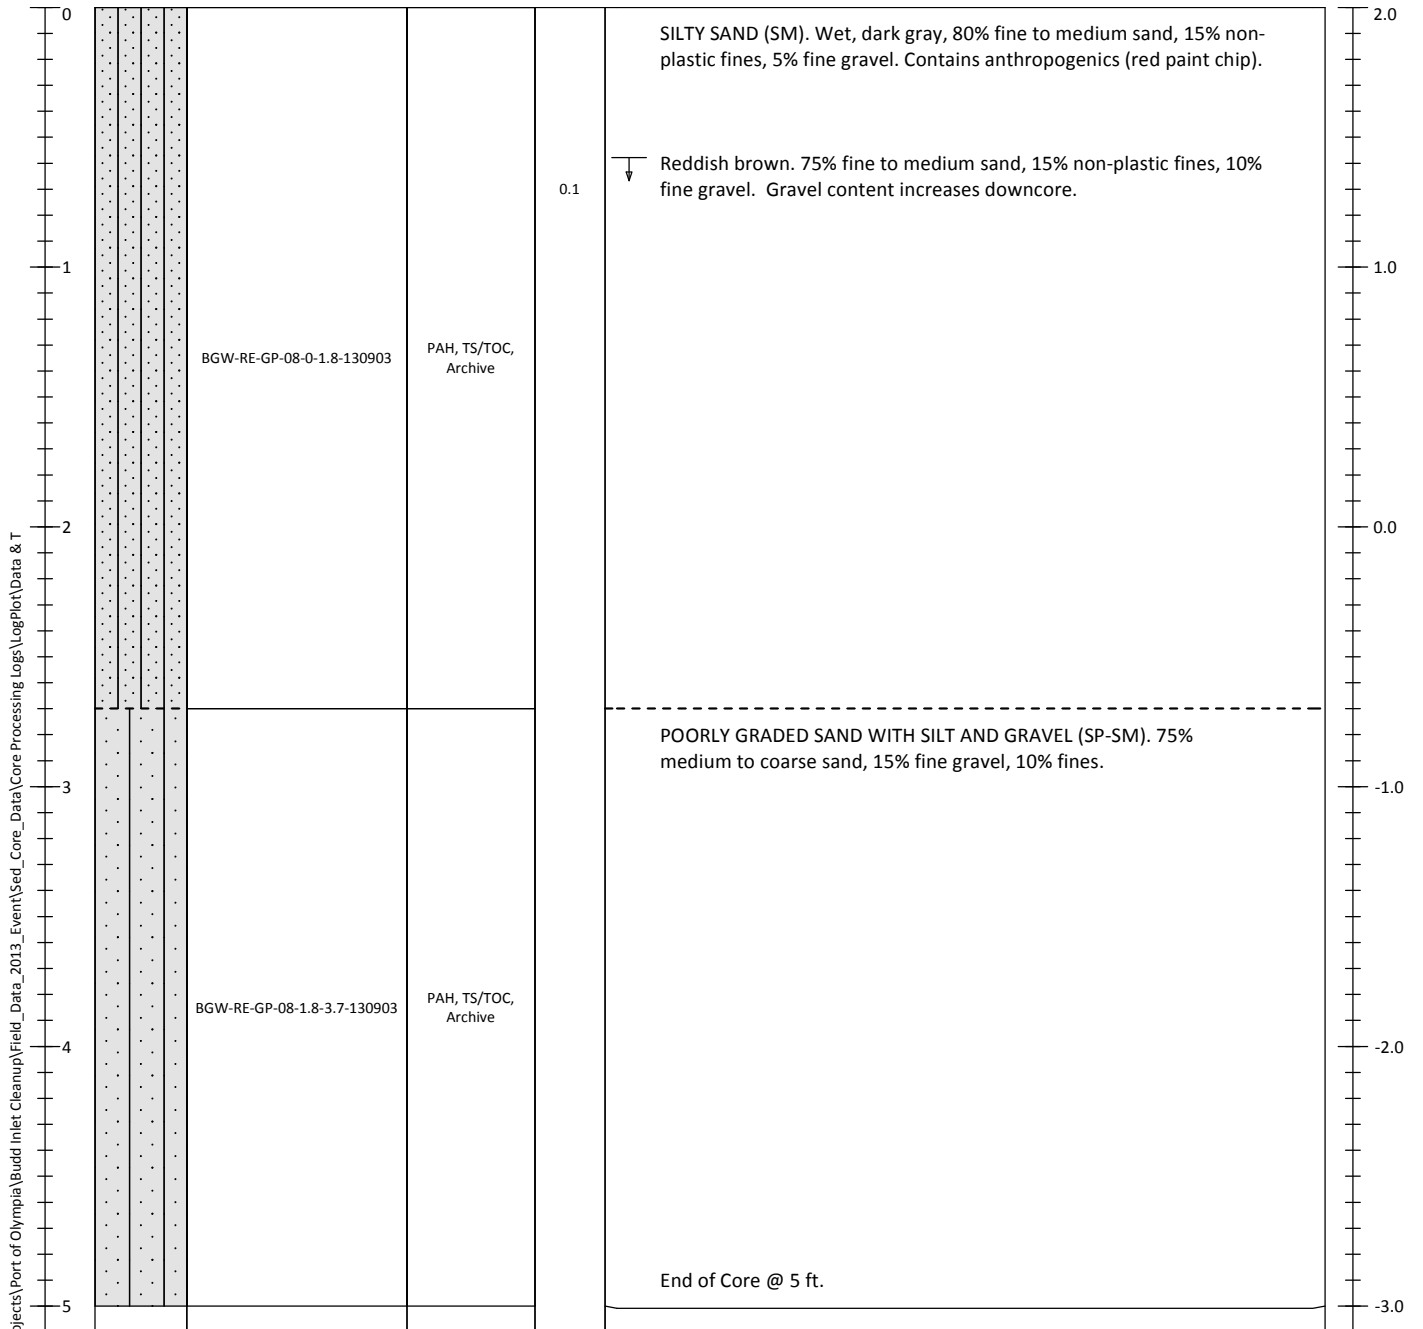 0
2.0
SILTY SAND (SM). Wet, dark gray, 80% fine to medium sand, 15% non-
plastic fines, 5% fine gravel. Contains anthropogenics (red paint chip).
Reddish brown. 75% fine to medium sand, 15% non-plastic fines, 10%
fine gravel.  Gravel content increases downcore.
0.1
1
1.0
BGW-RE-GP-08-0-1.8-130903
PAH, TS/TOC,
Archive
2
0.0
POORLY GRADED SAND WITH SILT AND GRAVEL (SP-SM). 75%
medium to coarse sand, 15% fine gravel, 10% fines.
3
-1.0
BGW-RE-GP-08-1.8-3.7-130903
PAH, TS/TOC,
Archive
4
-2.0
End of Core @ 5 ft.
5
-3.0
ojects\Port of Olympia\Budd Inlet Cleanup\Field_Data_2013_Event\Sed_Core_Data\Core Processing Logs\LogPlot\Data & T